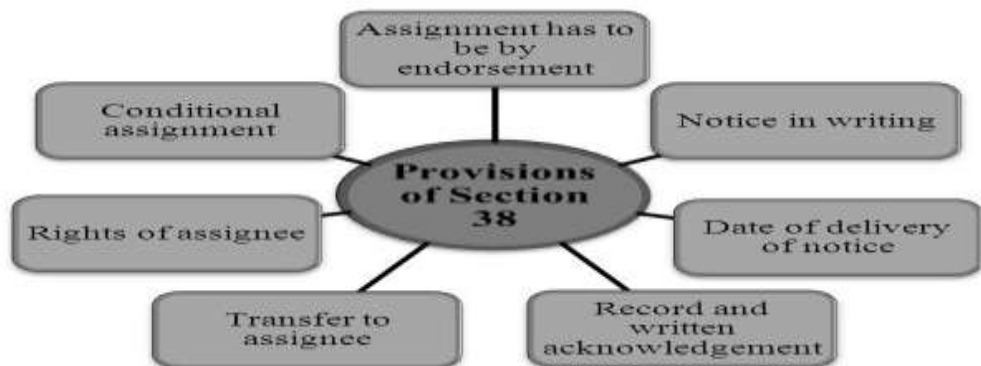 Assignment has to
be by
endorsement
Conditional
assignment
Notice in writing
Provisions
of Section
38
Rights of assignee
Date of delivery
of notice
Transfer to
assignee
Record and
written
acknowledgement